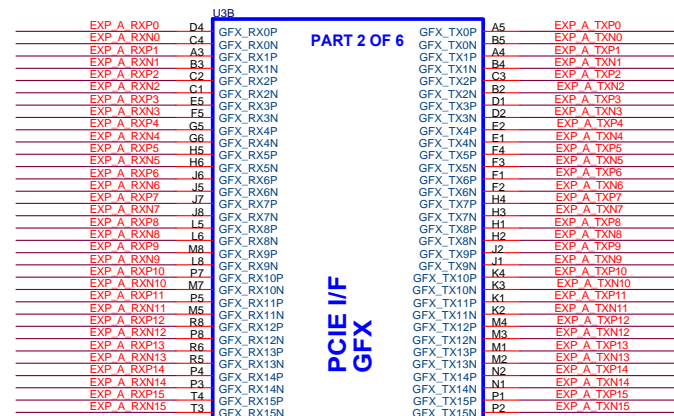 U3B
PART 2 OF 6
EXP_A_RXP0 D4 GFX_RX0P GFX_TX0P A5 EXP_A_TXP0
EXP_A_RXN0 C4 GFX_RX0N GFX_TX0N B5 EXP_A_TXN0
EXP_A_RXP1 A3 GFX_RX1P GFX_TX1P A4 EXP_A_TXP1
EXP_A_RXN1 B3 GFX_RX1N GFX_TX1N B4 EXP_A_TXN1
EXP_A_RXP2 C2 GFX_RX2P GFX_TX2P C3 EXP_A_TXP2
EXP_A_RXN2 C1 GFX_RX2N GFX_TX2N B2 EXP_A_TXN2
EXP_A_RXP3 E5 GFX_RX3P GFX_TX3P D1 EXP_A_TXP3
EXP_A_RXN3 F5 GFX_RX3N GFX_TX3N D2 EXP_A_TXN3
EXP_A_RXP4 G5 GFX_RX4P GFX_TX4P E2 EXP_A_TXP4
EXP_A_RXN4 G6 GFX_RX4N GFX_TX4N E1 EXP_A_TXN4
EXP_A_RXP5 H5 GFX_RX5P GFX_TX5P F4 EXP_A_TXP5
EXP_A_RXN5 H6 GFX_RX5N GFX_TX5N F3 EXP_A_TXN5
EXP_A_RXP6 J6 GFX_RX6P GFX_TX6P F1 EXP_A_TXP6
EXP_A_RXN6 J5 GFX_RX6N GFX_TX6N F2 EXP_A_TXN6
EXP_A_RXP7 J7 GFX_RX7P GFX_TX7P H4 EXP_A_TXP7
EXP_A_RXN7 J8 GFX_RX7N GFX_TX7N H3 EXP_A_TXN7
EXP_A_RXP8 L5 GFX_RX8P GFX_TX8P H1 EXP_A_TXP8
EXP_A_RXN8 L6 GFX_RX8N GFX_TX8N H2 EXP_A_TXN8
EXP_A_RXP9 M8 GFX_RX9P GFX_TX9P J2 EXP_A_TXP9
EXP_A_RXN9 L8 GFX_RX9N GFX_TX9N J1 EXP_A_TXN9
EXP_A_RXP10 P7 GFX_RX10P GFX_TX10P K4 EXP_A_TXP10
EXP_A_RXN10 M7 GFX_RX10N GFX_TX10N K3 EXP_A_TXN10
EXP_A_RXP11 P5 GFX_RX11P GFX_TX11P K1 EXP_A_TXP11
EXP_A_RXN11 M5 GFX_RX11N GFX_TX11N K2 EXP_A_TXN11
EXP_A_RXP12 R8 GFX_RX12P GFX_TX12P M4 EXP_A_TXP12
EXP_A_RXN12 P8 GFX_RX12N GFX_TX12N M3 EXP_A_TXN12
EXP_A_RXP13 R6 GFX_RX13P GFX_TX13P M1 EXP_A_TXP13
EXP_A_RXN13 R5 GFX_RX13N GFX_TX13N M2 EXP_A_TXN13
EXP_A_RXP14 P4 GFX_RX14P GFX_TX14P N2 EXP_A_TXP14
EXP_A_RXN14 P3 GFX_RX14N GFX_TX14N N1 EXP_A_TXN14
EXP_A_RXP15 T4 GFX_RX15P GFX_TX15P P1 EXP_A_TXP15
EXP_A_RXN15 T3 GFX_RX15N GFX_TX15N P2 EXP_A_TXN15
PCIE I/F
GFX